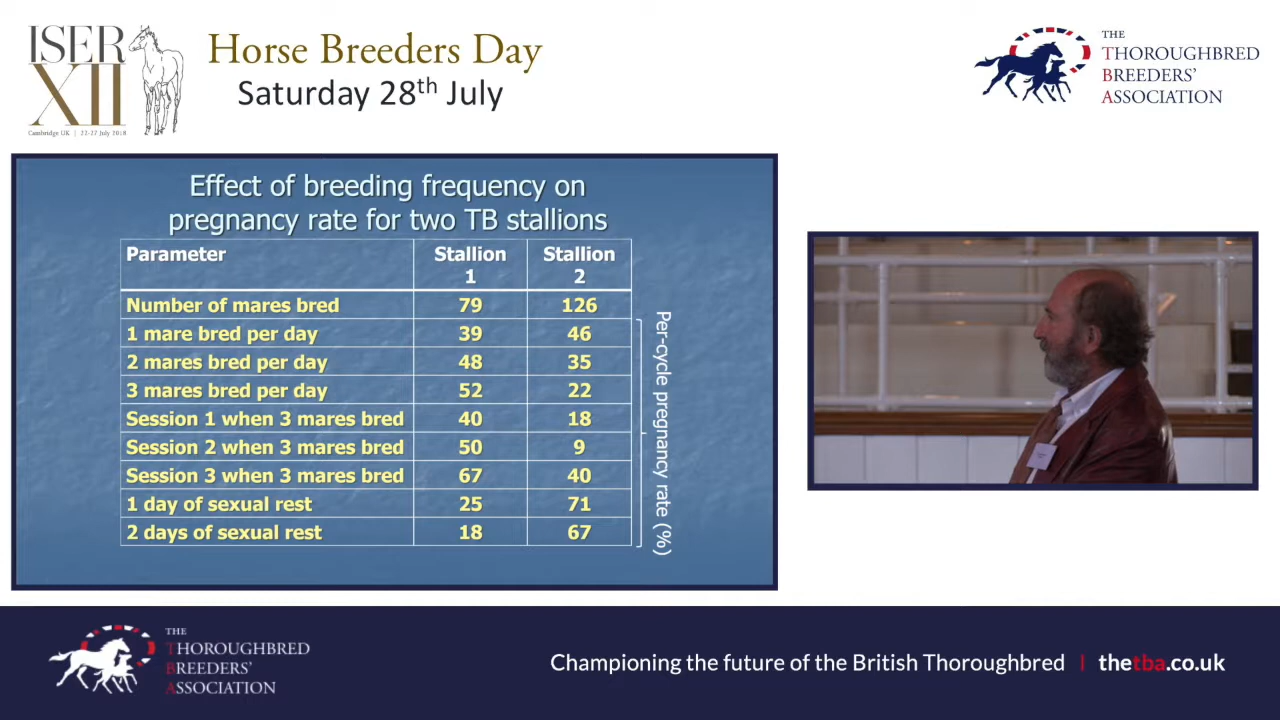 ISER
XII
Cambridge UK | 22-27 July 2018
Horse Breeders Day
Saturday 28th July
THE
THOROUGHBRED
BREEDERS'
ASSOCIATION
Effect of breeding frequency on
pregnancy rate for two TB stallions
Parameter Stallion 1 Stallion 2
Number of mares bred 79 126
1 mare bred per day 39 46
2 mares bred per day 48 35
3 mares bred per day 52 22
Session 1 when 3 mares bred 40 18
Session 2 when 3 mares bred 50 9
Session 3 when 3 mares bred 67 40
1 day of sexual rest 25 71
2 days of sexual rest 18 67
Per-cycle pregnancy rate (%)
THE
THOROUGHBRED
BREEDERS'
ASSOCIATION
Championing the future of the British Thoroughbred | thetba.co.uk